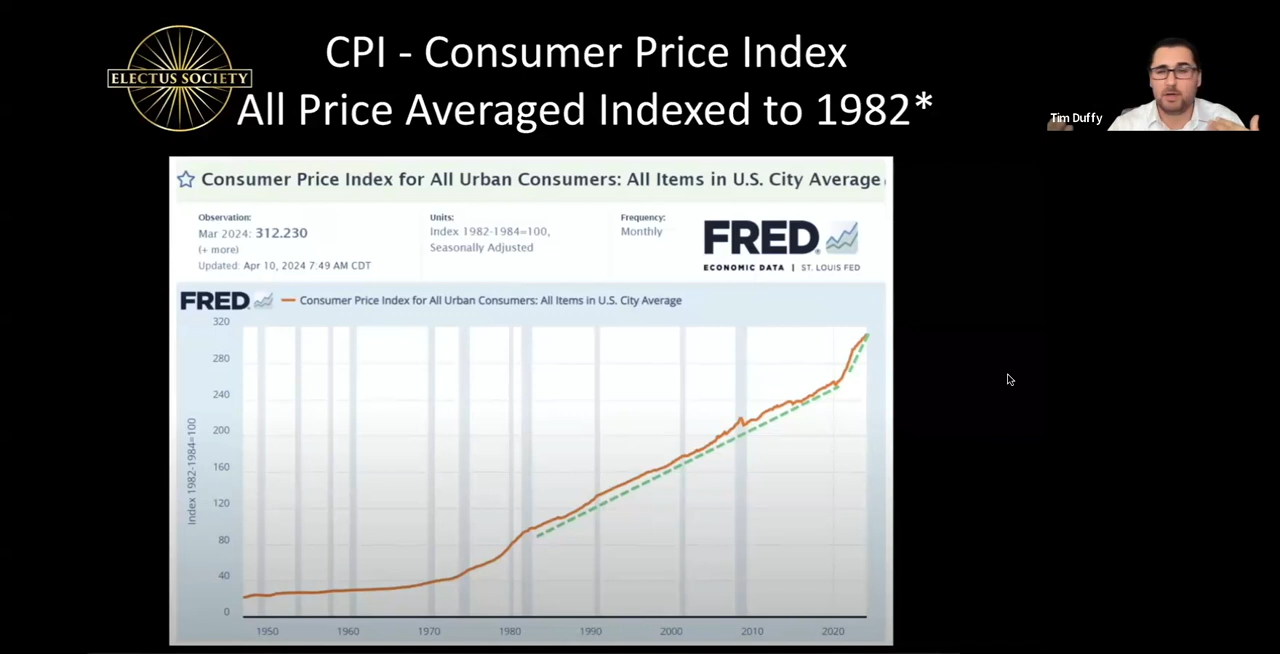 ELECTUS SOCIETY
CPI - Consumer Price Index
All Price Averaged Indexed to 1982*
Tim Duffy
Consumer Price Index for All Urban Consumers: All Items in U.S. City Average
Observation:
Mar 2024: 312.230
(+ more)
Updated: Apr 10, 2024 7:49 AM CDT
Units:
Index 1982-1984=100,
Seasonally Adjusted
Frequency:
Monthly
FRED
ECONOMIC DATA | ST. LOUIS FED
FRED
Consumer Price Index for All Urban Consumers: All Items in U.S. City Average
320
280
240
200
160
120
80
40
0
Index 1982-1984=100
1950 1960 1970 1980 1990 2000 2010 2020